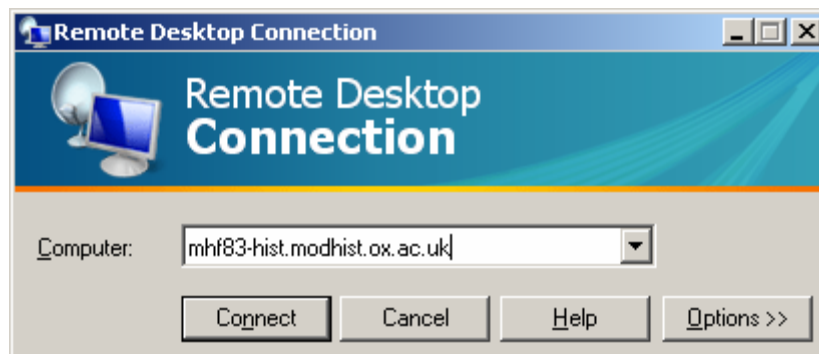 Remote Desktop Connection
Remote Desktop
Connection
Computer: mhf83-hist.modhist.ox.ac.uk
Connect Cancel Help Options >>